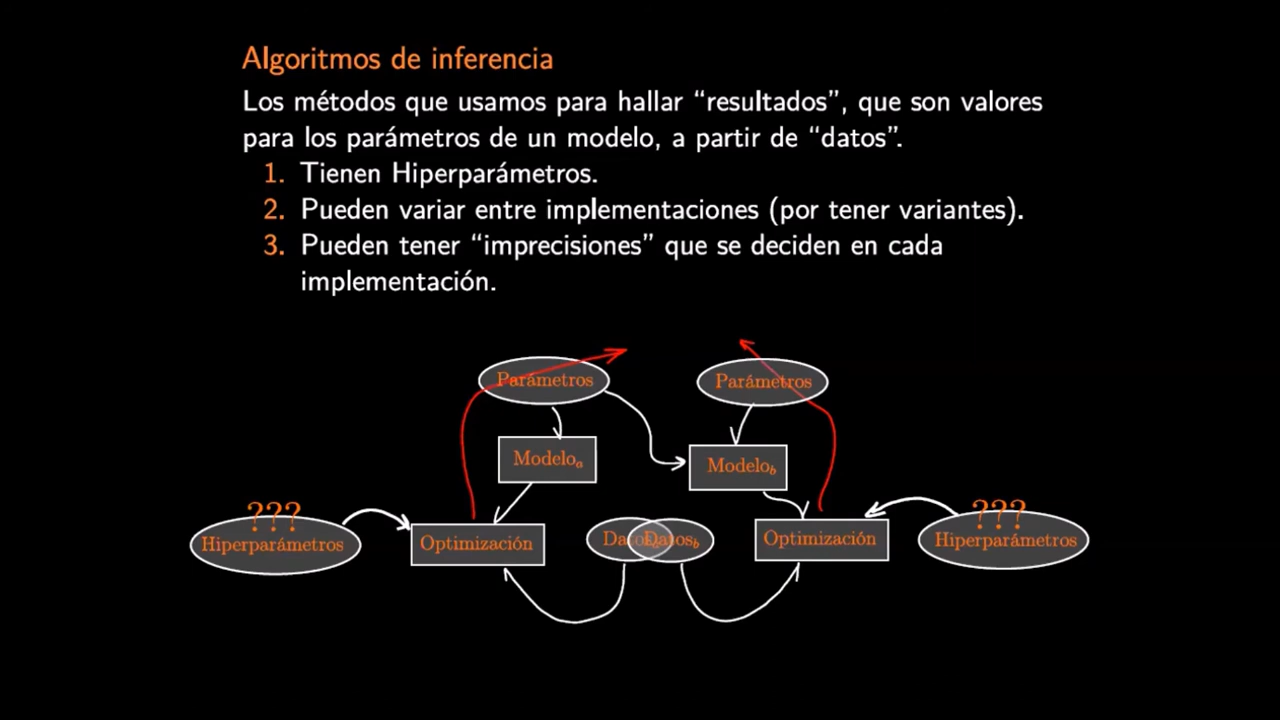 Algoritmos de inferencia
Los métodos que usamos para hallar “resultados”, que son valores
para los parámetros de un modelo, a partir de “datos”.
1. Tienen Hiperparámetros.
2. Pueden variar entre implementaciones (por tener variantes).
3. Pueden tener “imprecisiones” que se deciden en cada
implementación.
Parámetros
Parámetros
Modeloₐ
Modelo_b
???
Hiperparámetros
Optimización
Datos_b
Optimización
???
Hiperparámetros